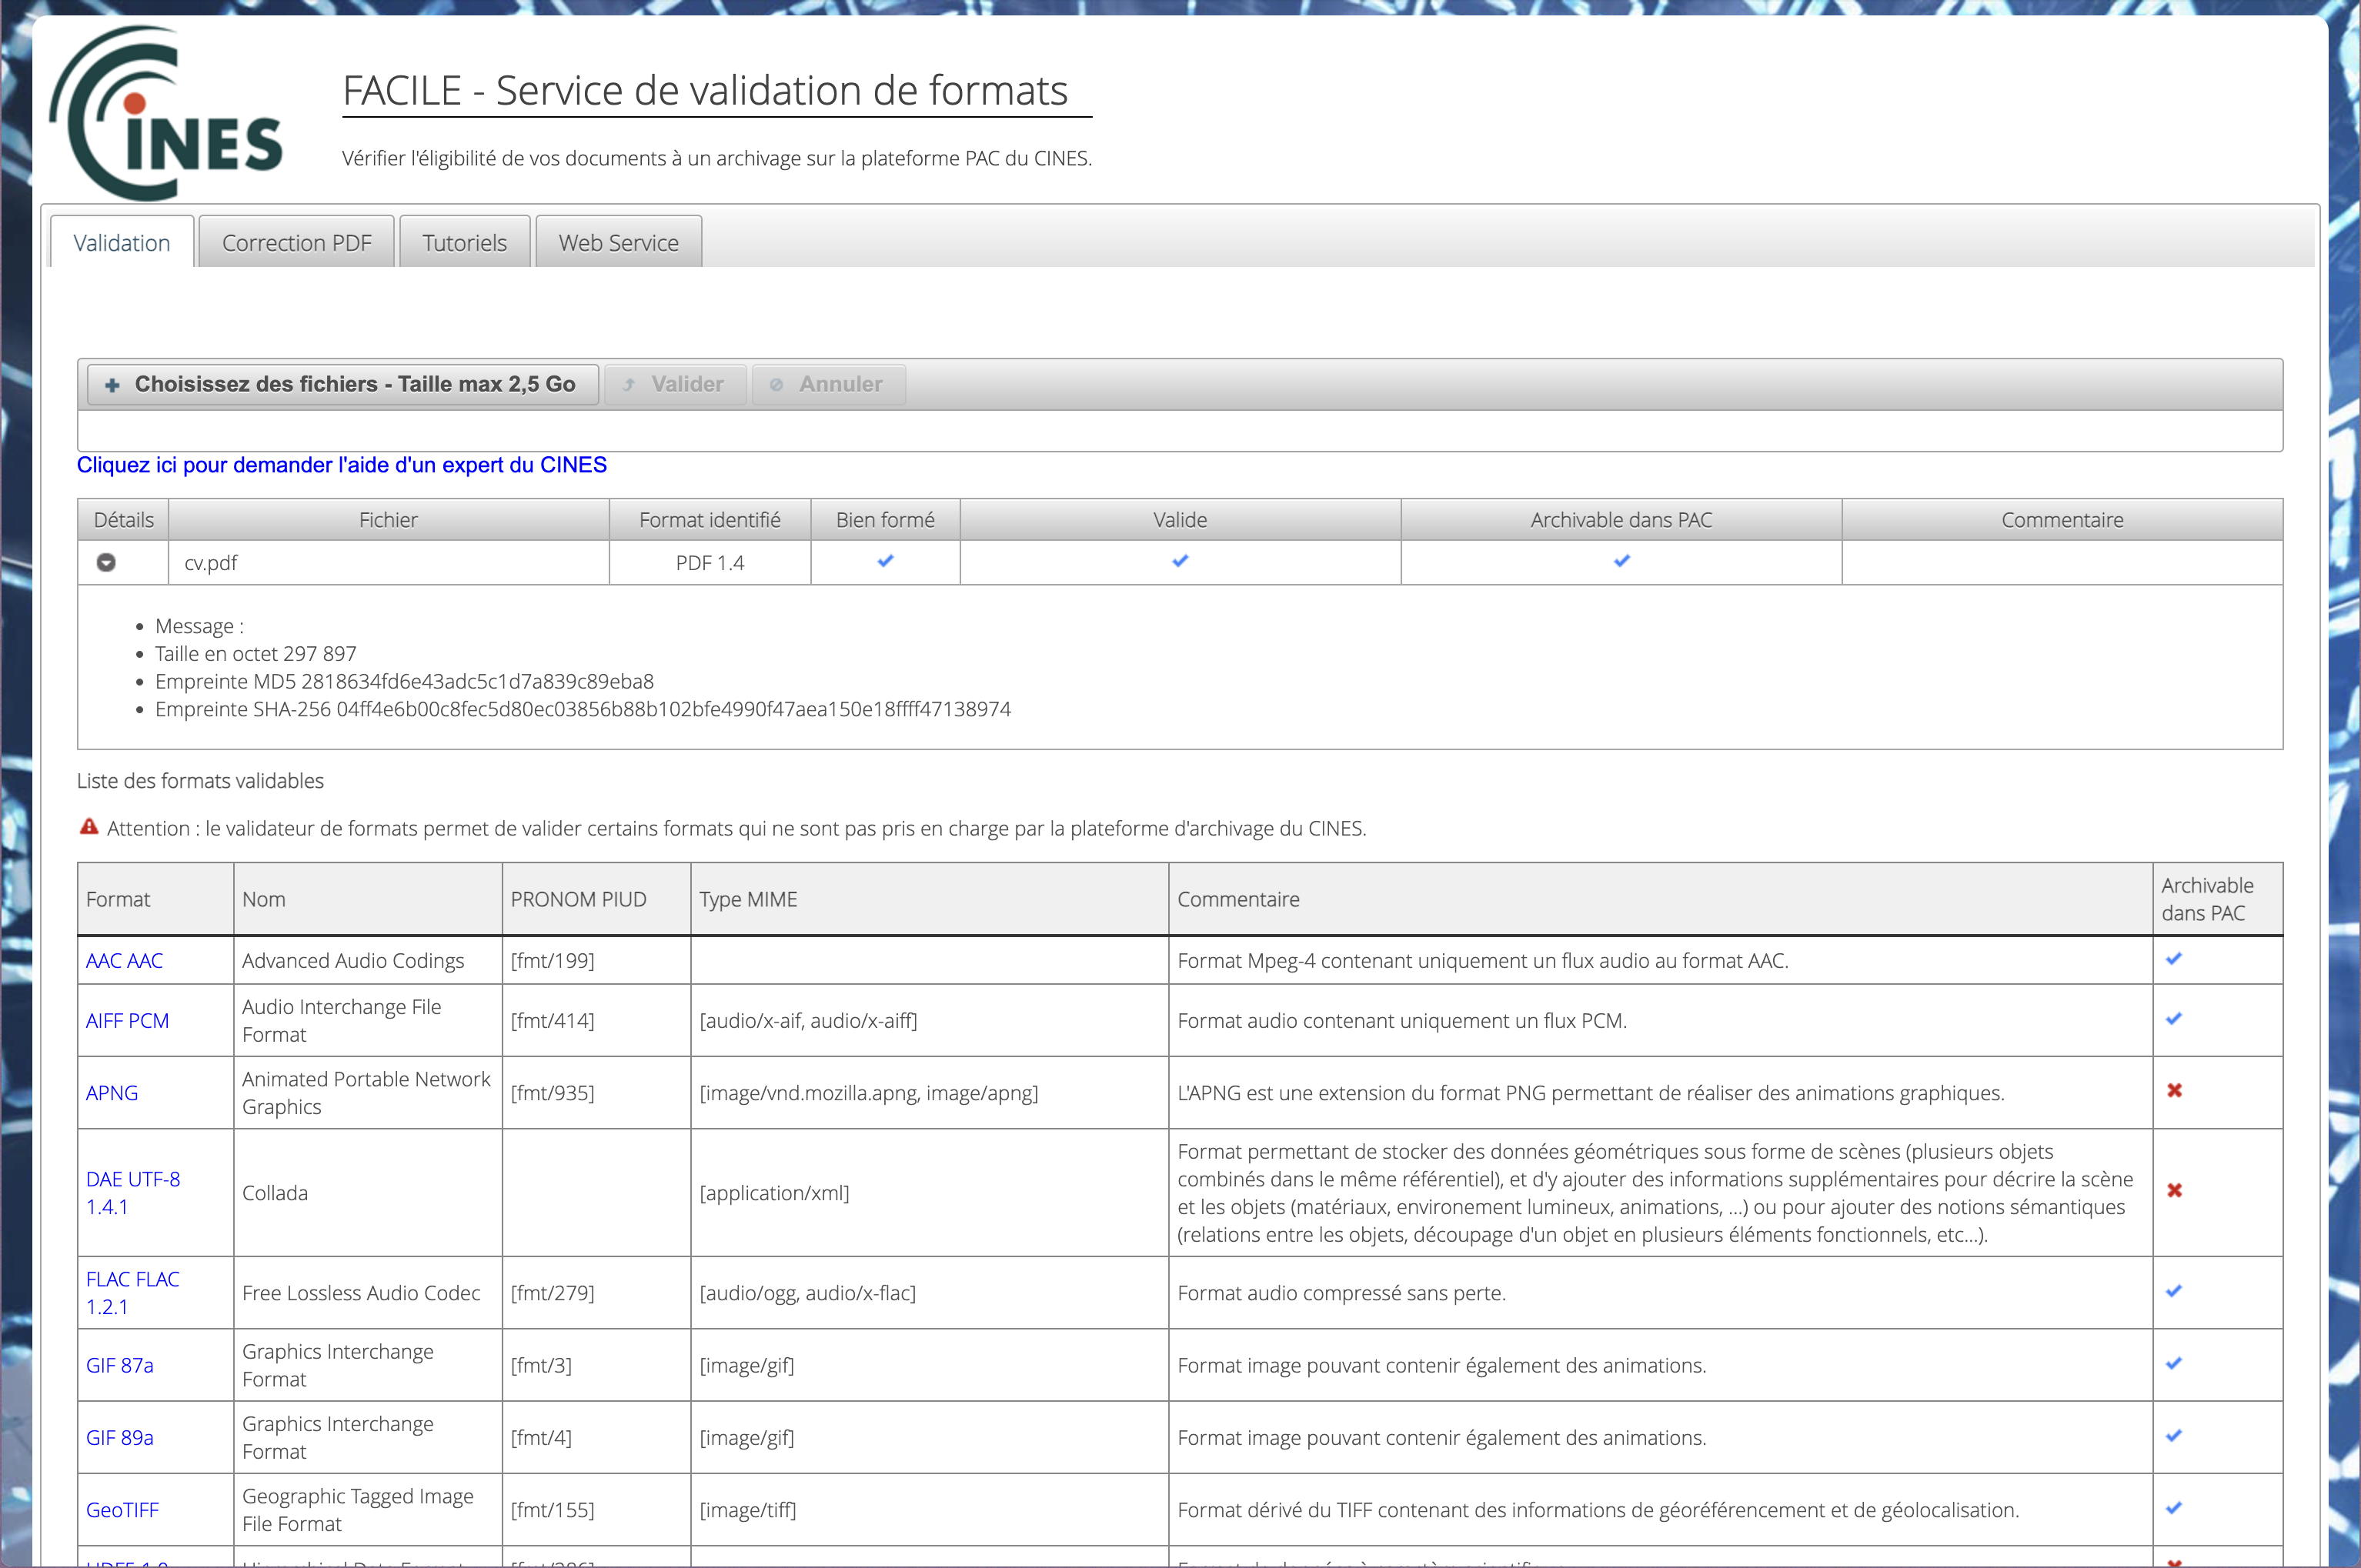 CINES
FACILE - Service de validation de formats
Vérifier l'éligibilité de vos documents à un archivage sur la plateforme PAC du CINES.
Validation Correction PDF Tutoriels Web Service
Choisissez des fichiers - Taille max 2,5 Go Valider Annuler
Cliquez ici pour demander l'aide d'un expert du CINES
Détails Fichier Format identifié Bien formé Valide Archivable dans PAC Commentaire
cv.pdf PDF 1.4
Message :
Taille en octet 297 897
Empreinte MD5 2818634fd6e43adc5c1d7a839c89eba8
Empreinte SHA-256 04ff4e6b00c8fec5d80ec03856b88b102bfe4990f47aea150e18ffff47138974
Liste des formats validables
Attention : le validateur de formats permet de valider certains formats qui ne sont pas pris en charge par la plateforme d'archivage du CINES.
Format Nom PRONOM PIUD Type MIME Commentaire Archivable
dans PAC
AAC AAC Advanced Audio Codings [fmt/199] Format Mpeg-4 contenant uniquement un flux audio au format AAC.
AIFF PCM Audio Interchange File
Format [fmt/414] [audio/x-aif, audio/x-aiff] Format audio contenant uniquement un flux PCM.
APNG Animated Portable Network
Graphics [fmt/935] [image/vnd.mozilla.apng, image/apng] L'APNG est une extension du format PNG permettant de réaliser des animations graphiques.
DAE UTF-8
1.4.1 Collada [application/xml] Format permettant de stocker des données géométriques sous forme de scènes (plusieurs objets
combinés dans le même référentiel), et d'y ajouter des informations supplémentaires pour décrire la scène
et les objets (matériaux, environement lumineux, animations, ...) ou pour ajouter des notions sémantiques
(relations entre les objets, découpage d'un objet en plusieurs éléments fonctionnels, etc...).
FLAC FLAC
1.2.1 Free Lossless Audio Codec [fmt/279] [audio/ogg, audio/x-flac] Format audio compressé sans perte.
GIF 87a Graphics Interchange
Format [fmt/3] [image/gif] Format image pouvant contenir également des animations.
GIF 89a Graphics Interchange
Format [fmt/4] [image/gif] Format image pouvant contenir également des animations.
GeoTIFF Geographic Tagged Image
File Format [fmt/155] [image/tiff] Format dérivé du TIFF contenant des informations de géoréférencement et de géolocalisation.